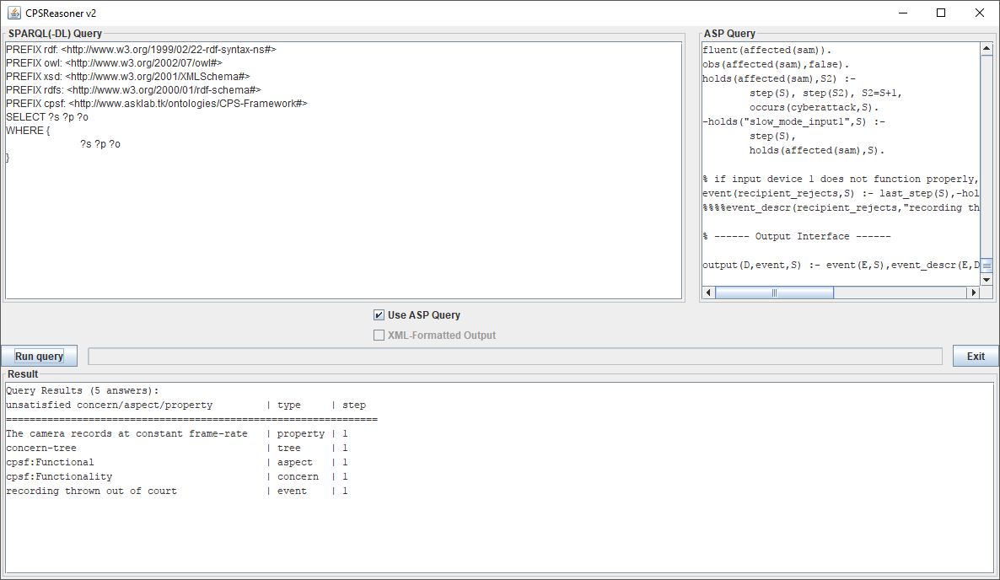 CPSReasoner v2
SPARQL(-DL) Query
PREFIX rdf: <http://www.w3.org/1999/02/22-rdf-syntax-ns#>
PREFIX owl: <http://www.w3.org/2002/07/owl#>
PREFIX xsd: <http://www.w3.org/2001/XMLSchema#>
PREFIX rdfs: <http://www.w3.org/2000/01/rdf-schema#>
PREFIX cpsf: <http://www.asklab.tk/ontologies/CPS-Framework#>
SELECT ?s ?p ?o
WHERE {
?s ?p ?o
}
ASP Query
fluent(affected(sam)).
obs(affected(sam),false).
holds(affected(sam),S2) :-
step(S), step(S2), S2=S+1,
occurs(cyberattack,S).
-holds("slow_mode_input1",S) :-
step(S),
holds(affected(sam),S).
% if input device 1 does not function properly,
event(recipient_rejects,S) :- last_step(S),-hol
%%%%event_descr(recipient_rejects,"recording th
% ------ Output Interface ------
output(D,event,S) :- event(E,S),event_descr(E,D
Use ASP Query
XML-Formatted Output
Run query
Exit
Result
Query Results (5 answers):
unsatisfied concern/aspect/property | type | step
===============================================================
The camera records at constant frame-rate | property | 1
concern-tree | tree | 1
cpsf:Functional | aspect | 1
cpsf:Functionality | concern | 1
recording thrown out of court | event | 1